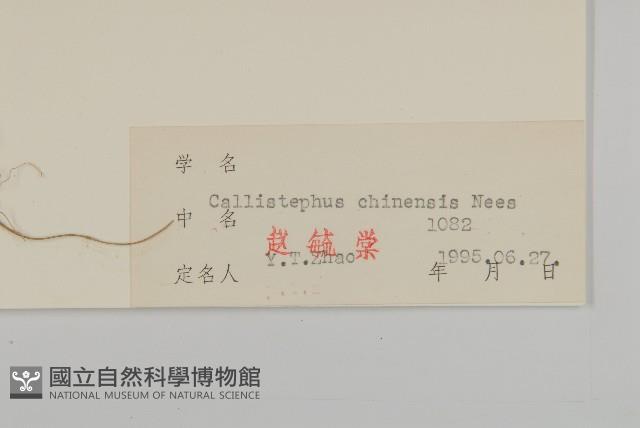 学 名
Callistephus chinensis Nees
中 名
1082
赵毓棠
Y.T.Zhao
1995.06.27.
定名人
年 月 日
國立自然科學博物館
NATIONAL MUSEUM OF NATURAL SCIENCE